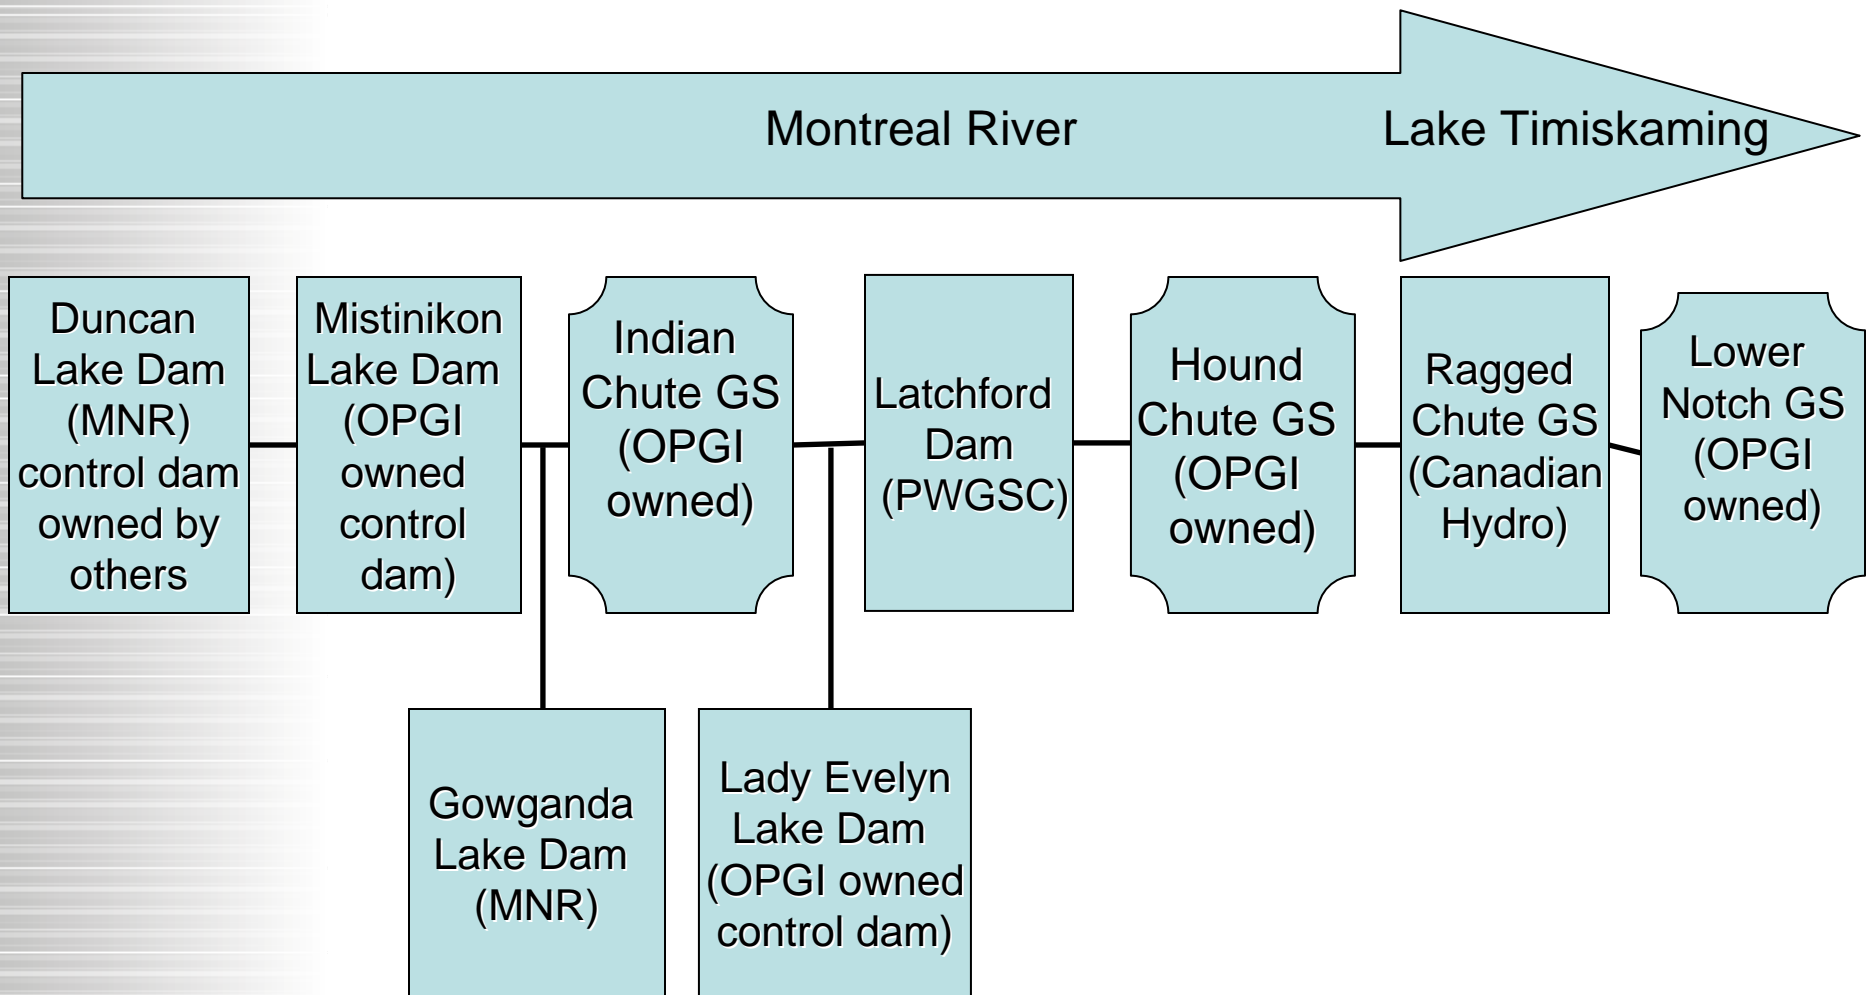 Montreal River
Lake Timiskaming
Duncan
Lake Dam
(MNR)
control dam
owned by
others
Mistinikon
Lake Dam
(OPGI
owned
control
dam)
Indian
Chute GS
(OPGI
owned)
Latchford
Dam
(PWGSC)
Hound
Chute GS
(OPGI
owned)
Ragged
Chute GS
(Canadian
Hydro)
Lower
Notch GS
(OPGI
owned)
Gowganda
Lake Dam
(MNR)
Lady Evelyn
Lake Dam
(OPGI owned
control dam)